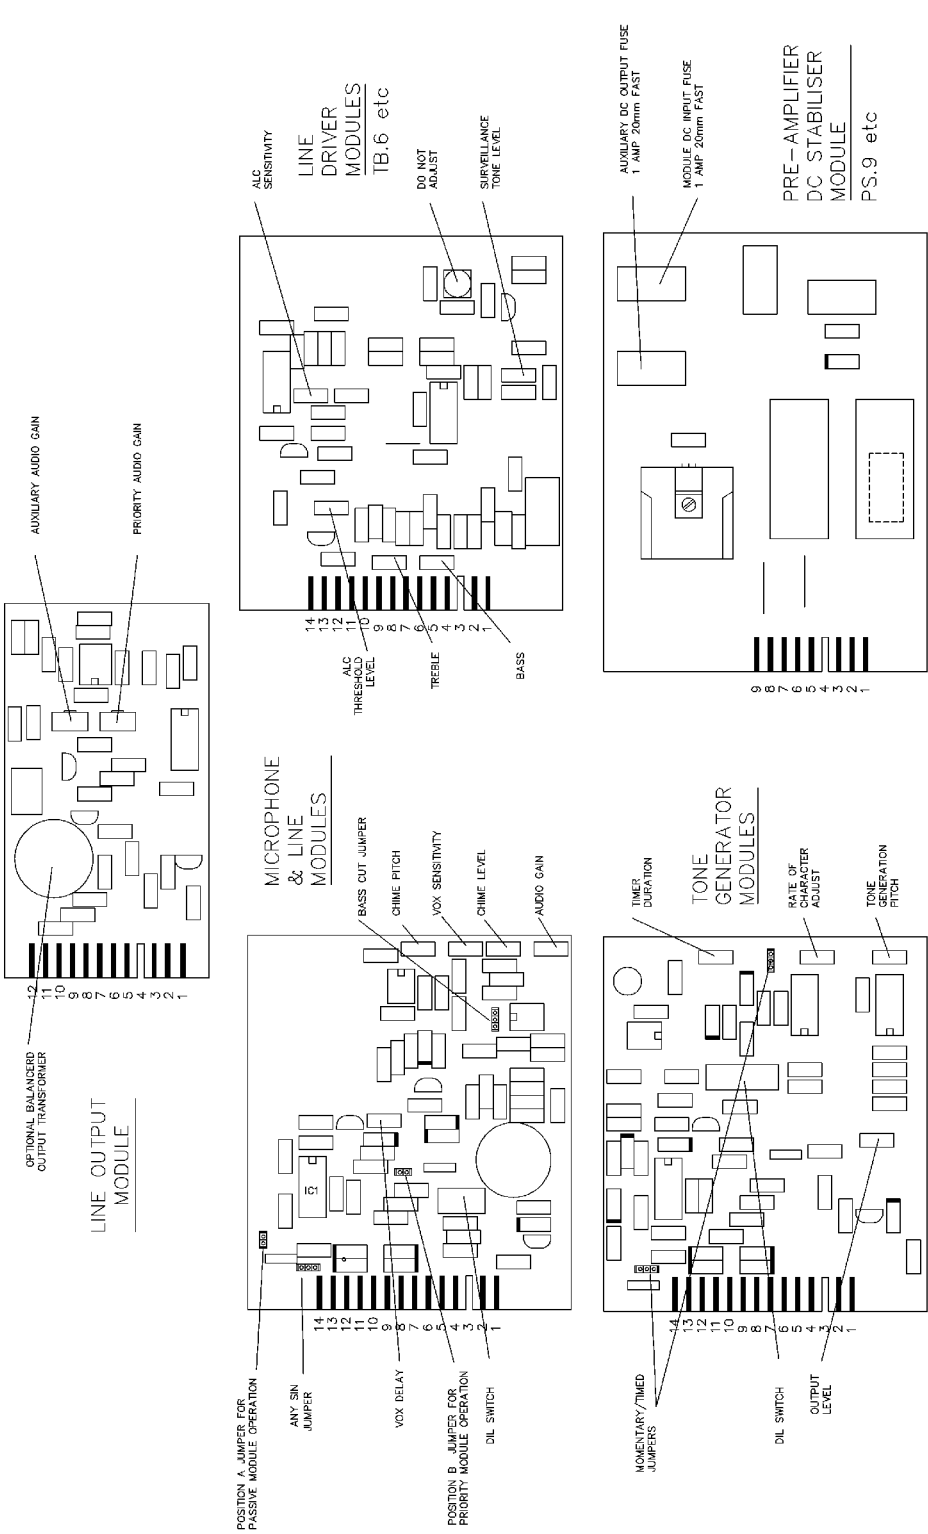 AUXILIARY AUDIO GAIN
PRIORITY AUDIO GAIN
12
11
10
9
8
7
6
5
4
3
2
1
OPTIONAL BALANCERD
OUTPUT TRANSFORMER
LINE OUTPUT
MODULE
ALC
SENSITIVITY
LINE
DRIVER
MODULES
TB.6 etc
DO NOT
ADJUST
SURVEILLANCE
TONE LEVEL
14
13
12
11
10
9
8
7
6
5
4
3
2
1
ALC
THRESHOLD
LEVEL
TREBLE
BASS
MICROPHONE
& LINE
MODULES
BASS CUT JUMPER
CHIME PITCH
VOX SENSITIVITY
CHIME LEVEL
AUDIO GAIN
IC1
14
13
12
11
10
9
8
7
6
5
4
3
2
1
POSITION A JUMPER FOR
PASSIVE MODULE OPERATION
ANY SIN
JUMPER
VOX DELAY
POSITION B JUMPER FOR
PRIORITY MODULE OPERATION
DIL SWITCH
AUXILIARY DC OUTPUT FUSE
1 AMP 20mm FAST
MODULE DC INPUT FUSE
1 AMP 20mm FAST
PRE-AMPLIFIER
DC STABILISER
MODULE
PS.9 etc
9
8
7
6
5
4
3
2
1
TIMER
DURATION
TONE
GENERATOR
MODULES
RATE OF
CHARACTER
ADJUST
TONE
GENERATION
PITCH
14
13
12
11
10
9
8
7
6
5
4
3
2
1
MOMENTARY/TIMED
JUMPERS
DIL SWITCH
OUTPUT
LEVEL